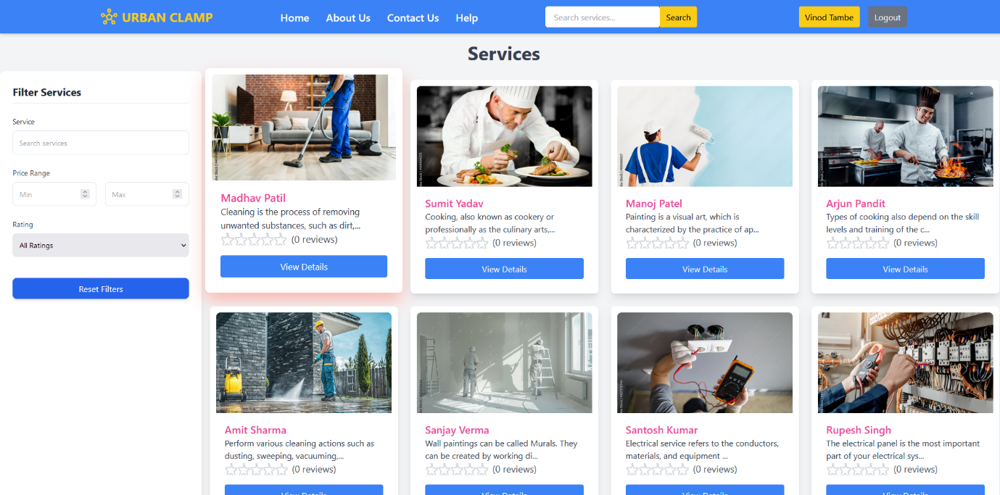 URBAN CLAMP
Home
About Us
Contact Us
Help
Search services...
Search
Vinod Tambe
Logout
Services
Filter Services
Service
Search services
Price Range
Min
Max
Rating
All Ratings
Reset Filters
Madhav Patil
Cleaning is the process of removing
unwanted substances, such as dirt,...
(0 reviews)
View Details
Sumit Yadav
Cooking, also known as cookery or
professionally as the culinary arts,...
(0 reviews)
View Details
Manoj Patel
Painting is a visual art, which is
characterized by the practice of ap...
(0 reviews)
View Details
Arjun Pandit
Types of cooking also depend on the skill
levels and training of the c...
(0 reviews)
View Details
Amit Sharma
Perform various cleaning actions such as
dusting, sweeping, vacuuming,...
(0 reviews)
View Details
Sanjay Verma
Wall paintings can be called Murals. They
can be created by working di...
(0 reviews)
View Details
Santosh Kumar
Electrical service refers to the conductors,
materials, and equipment ...
(0 reviews)
View Details
Rupesh Singh
The electrical panel is the most important
part of your electrical sys...
(0 reviews)
View Details